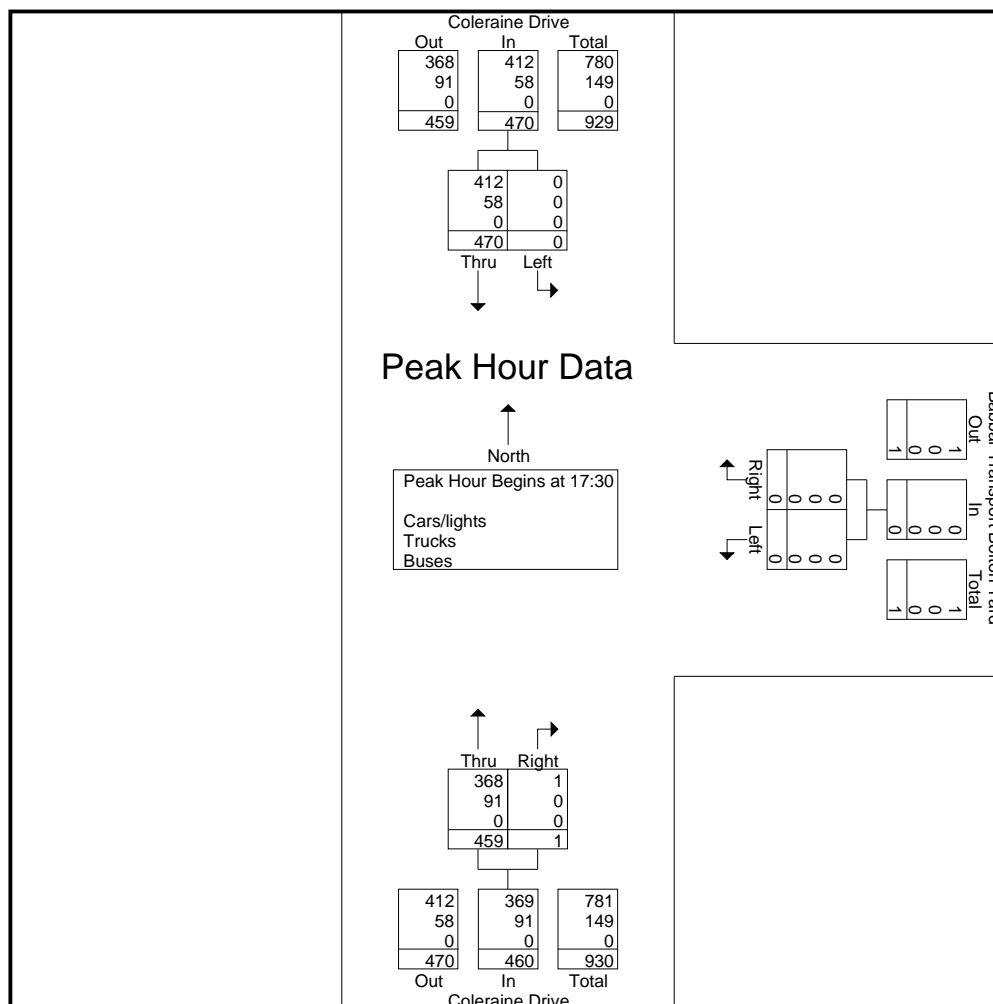 Coleraine Drive
Out In Total
368 412 780
91 58 149
0 0 0
459 470 929
412 0
58 0
0 0
470 0
Thru Left
Peak Hour Data
North
Peak Hour Begins at 17:30
Cars/lights
Trucks
Buses
Right Left
0 0
0 0
0 0
0 0
Out In Total
1 0 1
0 0 0
0 0 0
1 0 1
Thru Right
368 1
91 0
0 0
459 1
412 369 781
58 91 149
0 0 0
470 460 930
Out In Total
Coleraine Drive